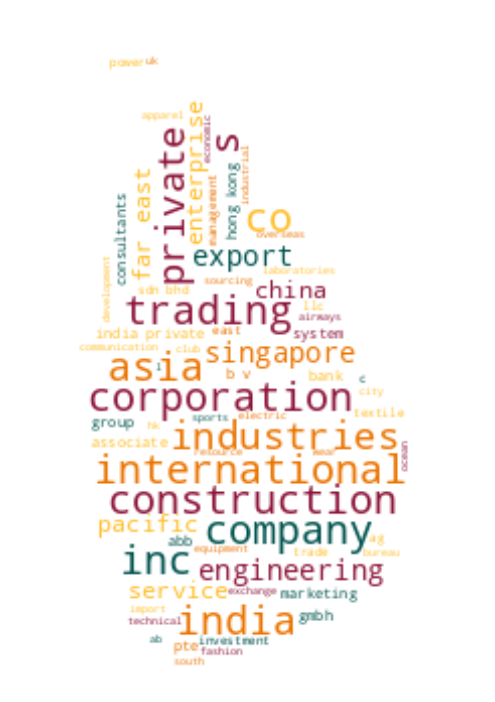 power uk
apparel
enterprise
economic
private
s
industrial
management
hong kong
far east
consultants
co
overseas
export
laboratories
development
sdn bhd
sourcing
china
trading
llc
airways
india private
east
system
communication
club
singapore
asia
l
b v
bank
c
corporation
city
group
hk
sports
electric
textile
associate
industries
resource
wear
ocean
international
construction
pacific
company
abb
ag
equipment
trade
bureau
inc
engineering
service
exchange
marketing
import
technical
india
gmbh
ab
investment
pte
fashion
south